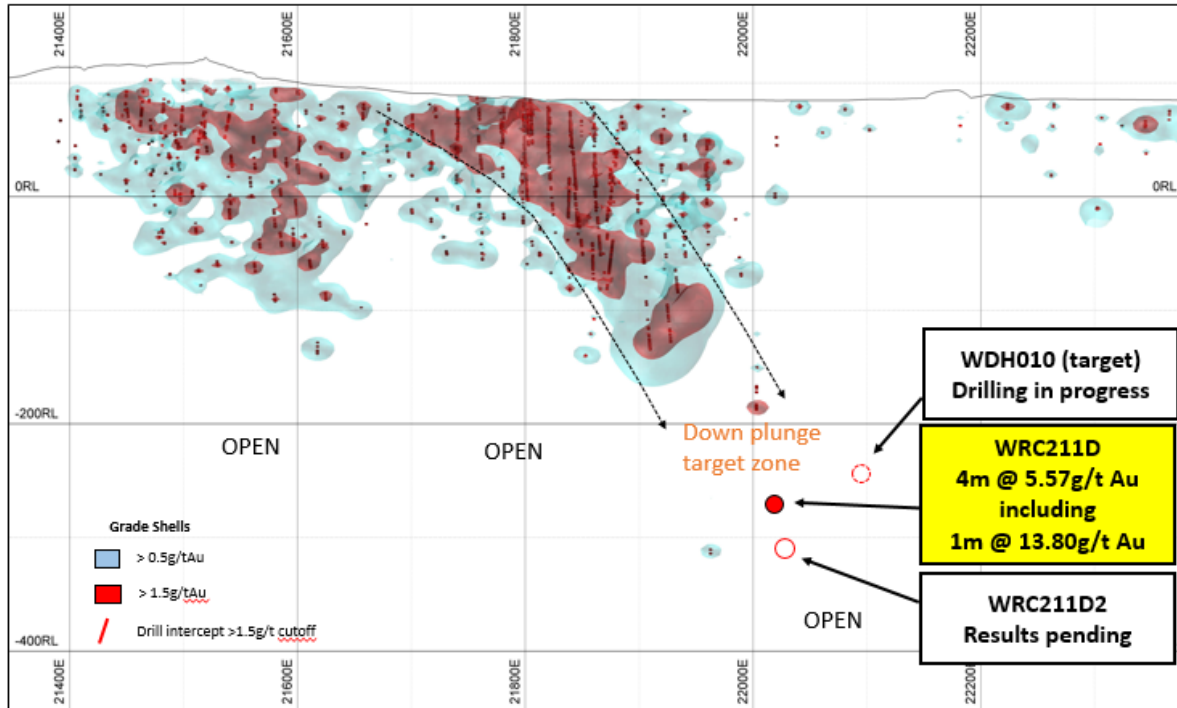 21400E
21600E
21800E
22000E
22200E
0RL
0RL
WDH010 (target)
Drilling in progress
-200RL
OPEN
OPEN
Down plunge
target zone
WRC211D
4m @ 5.57g/t Au
including
1m @ 13.80g/t Au
Grade Shells
> 0.5g/tAu
> 1.5g/tAu
Drill intercept >1.5g/t cutoff
OPEN
WRC211D2
Results pending
-400RL
21400E
21600E
21800E
22000E
22200E